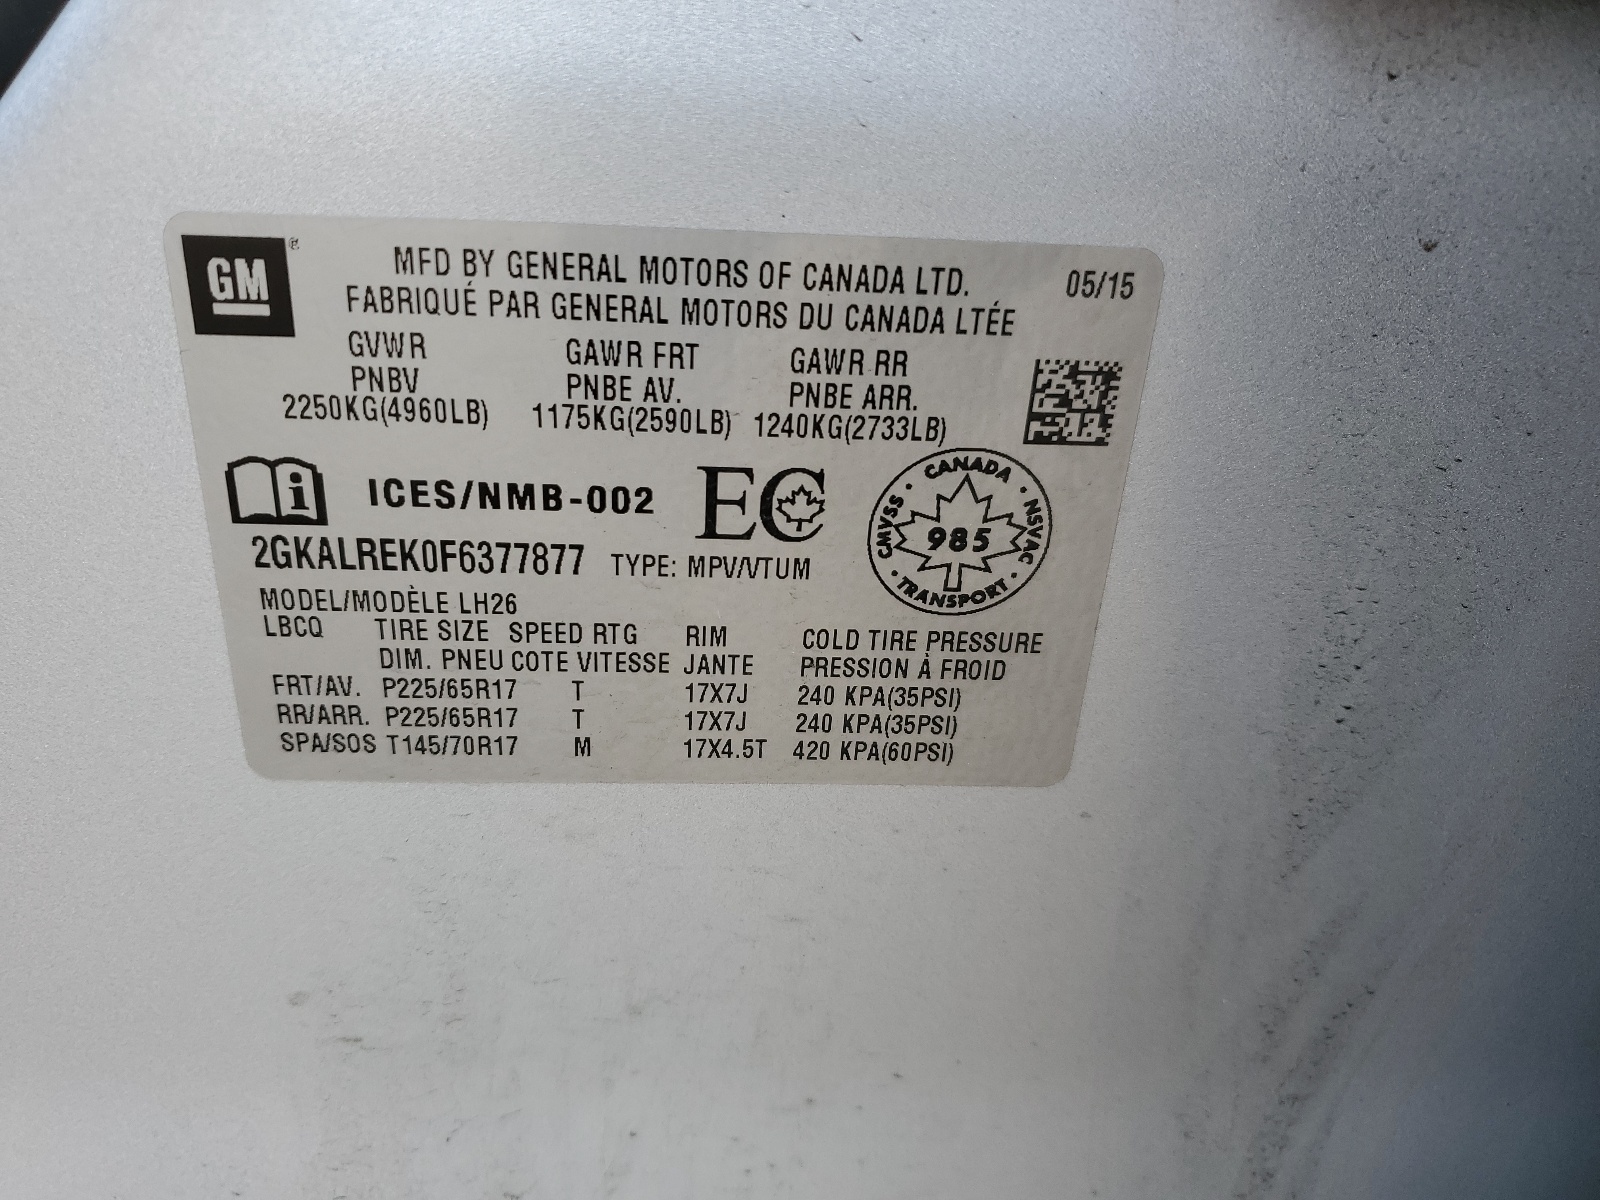 GM®
MFD BY GENERAL MOTORS OF CANADA LTD. 05/15
FABRIQUÉ PAR GENERAL MOTORS DU CANADA LTÉE
GVWR GAWR FRT GAWR RR
PNBV PNBE AV. PNBE ARR.
2250KG(4960LB) 1175KG(2590LB) 1240KG(2733LB)
i ICES/NMB-002 EC
CANADA · NSVAC · TRANSPORT · CMVSS ·
985
2GKALREK0F6377877 TYPE: MPV/VTUM
MODEL/MODÈLE LH26
LBCQ TIRE SIZE SPEED RTG RIM COLD TIRE PRESSURE
DIM. PNEU COTE VITESSE JANTE PRESSION À FROID
FRT/AV. P225/65R17 T 17X7J 240 KPA(35PSI)
RR/ARR. P225/65R17 T 17X7J 240 KPA(35PSI)
SPA/SOS T145/70R17 M 17X4.5T 420 KPA(60PSI)